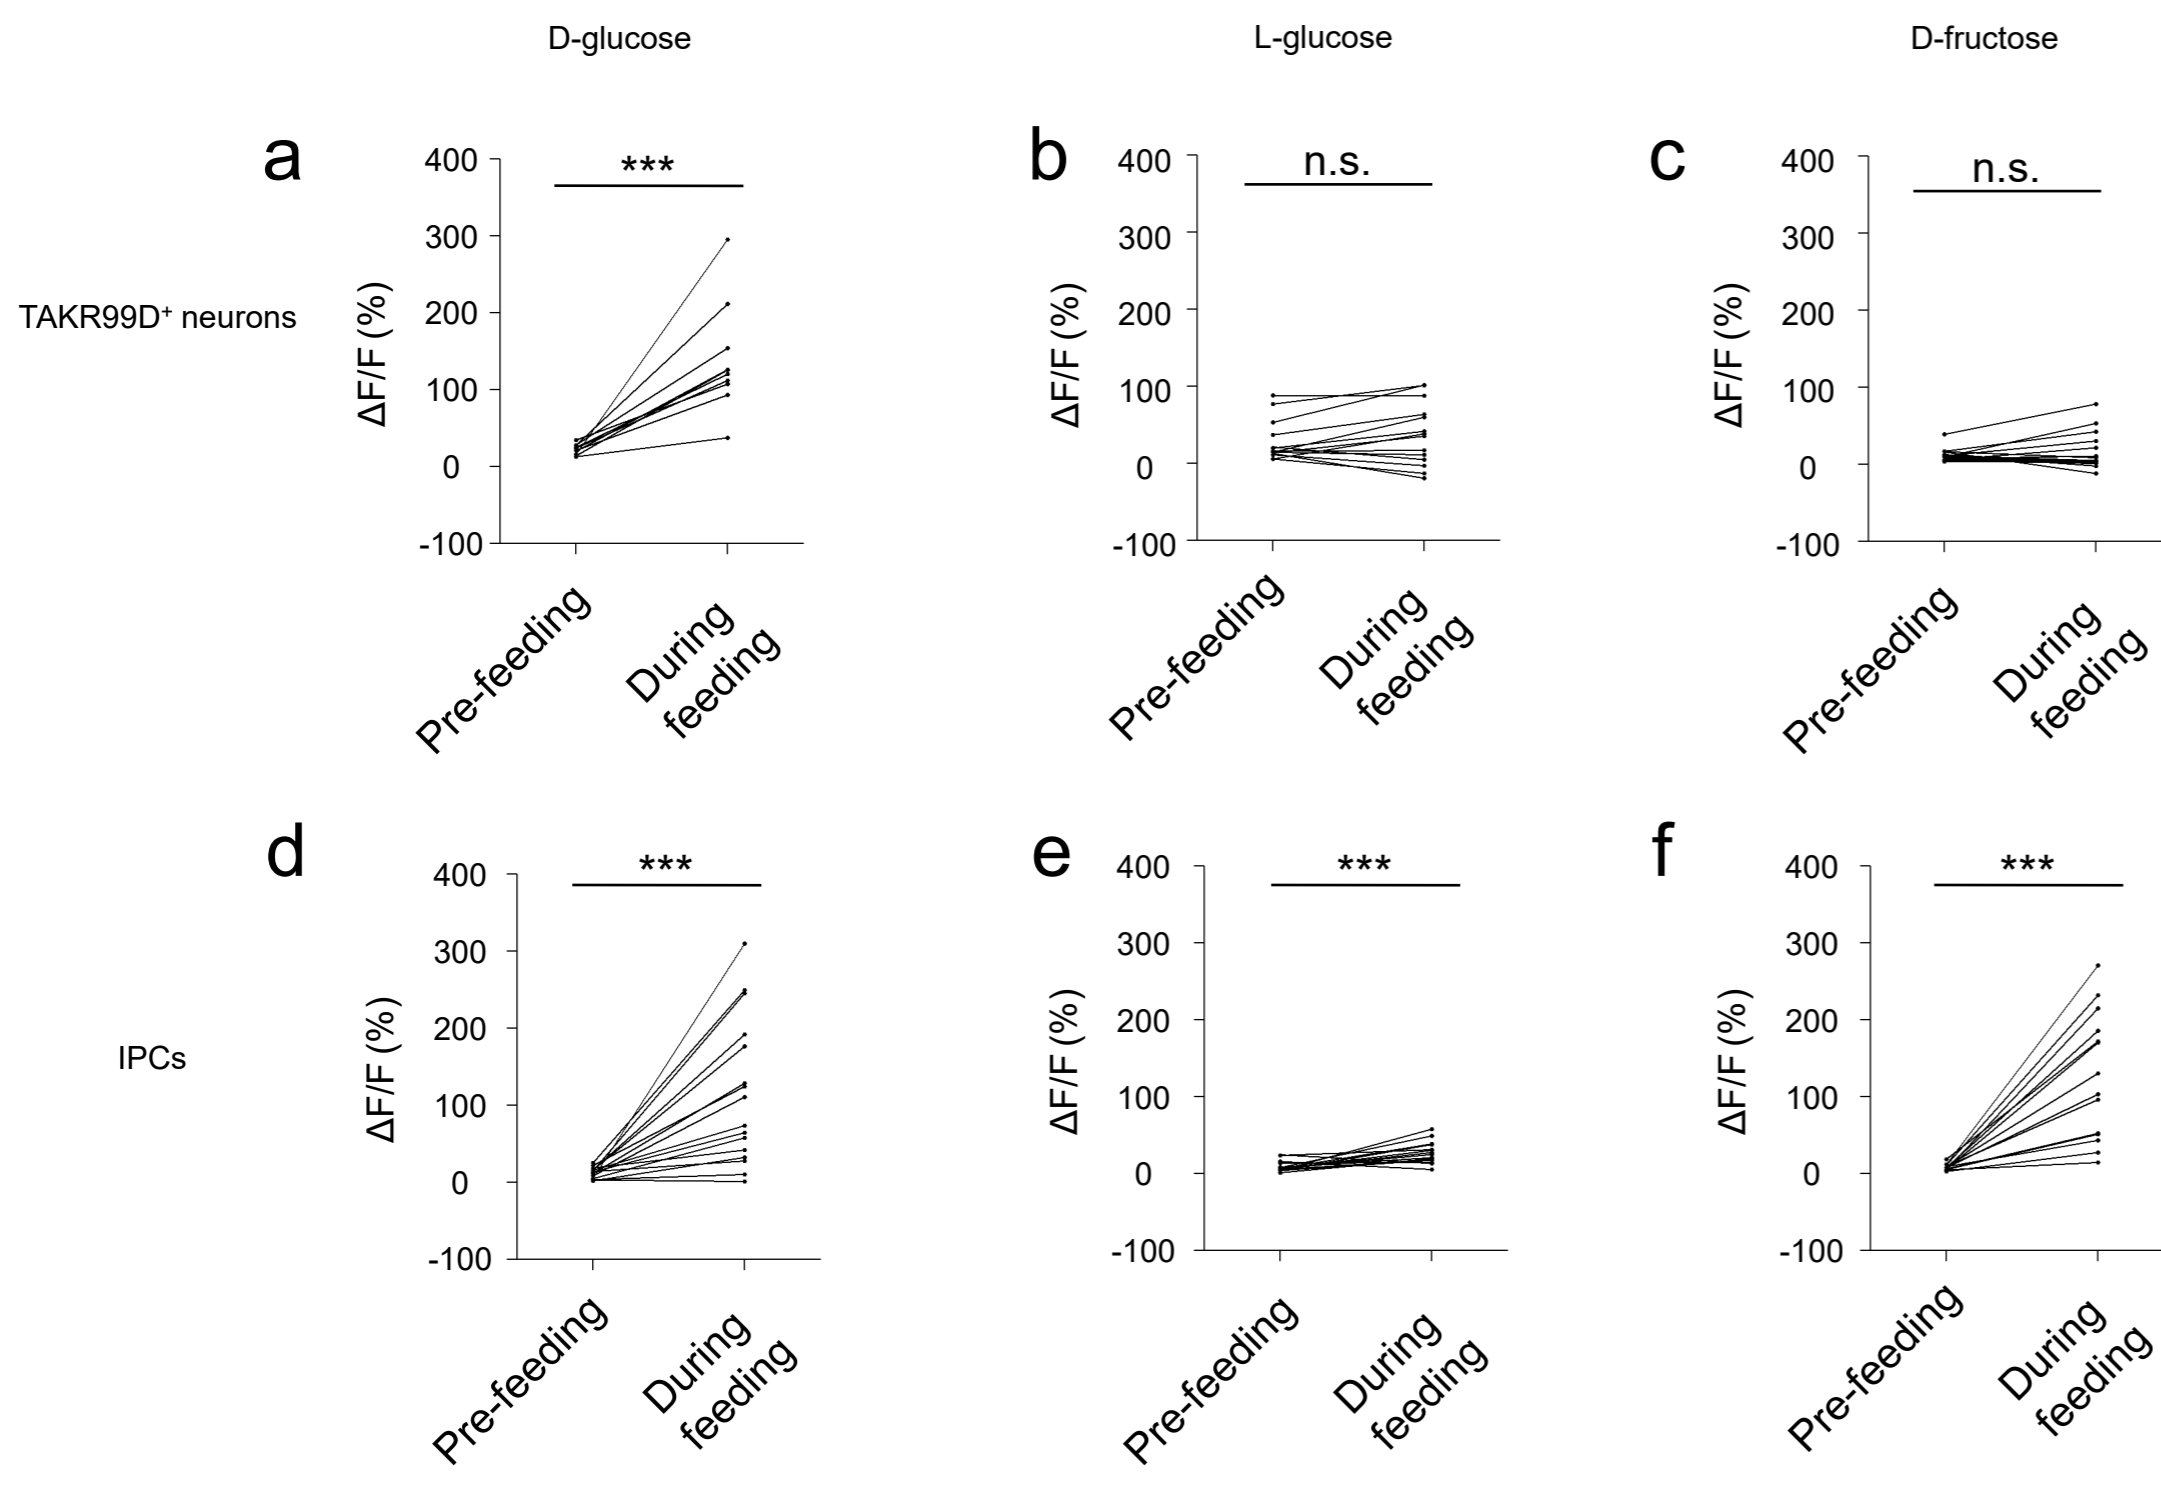 D-glucose
L-glucose
D-fructose
TAKR99D⁺ neurons
a
ΔF/F (%)
400
300
200
100
0
-100
***
Pre-feeding
During
feeding
b
ΔF/F (%)
400
300
200
100
0
-100
n.s.
Pre-feeding
During
feeding
c
ΔF/F (%)
400
300
200
100
0
-100
n.s.
Pre-feeding
During
feeding
IPCs
d
ΔF/F (%)
400
300
200
100
0
-100
***
Pre-feeding
During
feeding
e
ΔF/F (%)
400
300
200
100
0
-100
***
Pre-feeding
During
feeding
f
ΔF/F (%)
400
300
200
100
0
-100
***
Pre-feeding
During
feeding